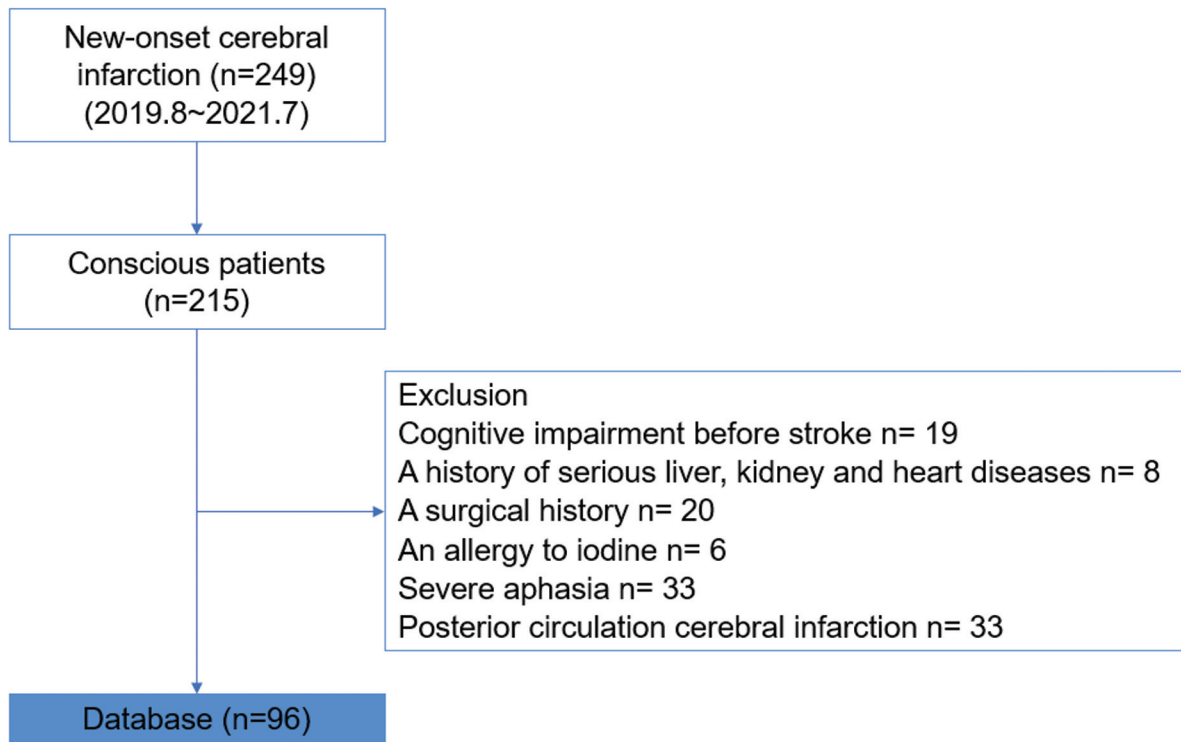 New-onset cerebral
infarction (n=249)
(2019.8~2021.7)
Conscious patients
(n=215)
Exclusion
Cognitive impairment before stroke n= 19
A history of serious liver, kidney and heart diseases n= 8
A surgical history n= 20
An allergy to iodine n= 6
Severe aphasia n= 33
Posterior circulation cerebral infarction n= 33
Database (n=96)